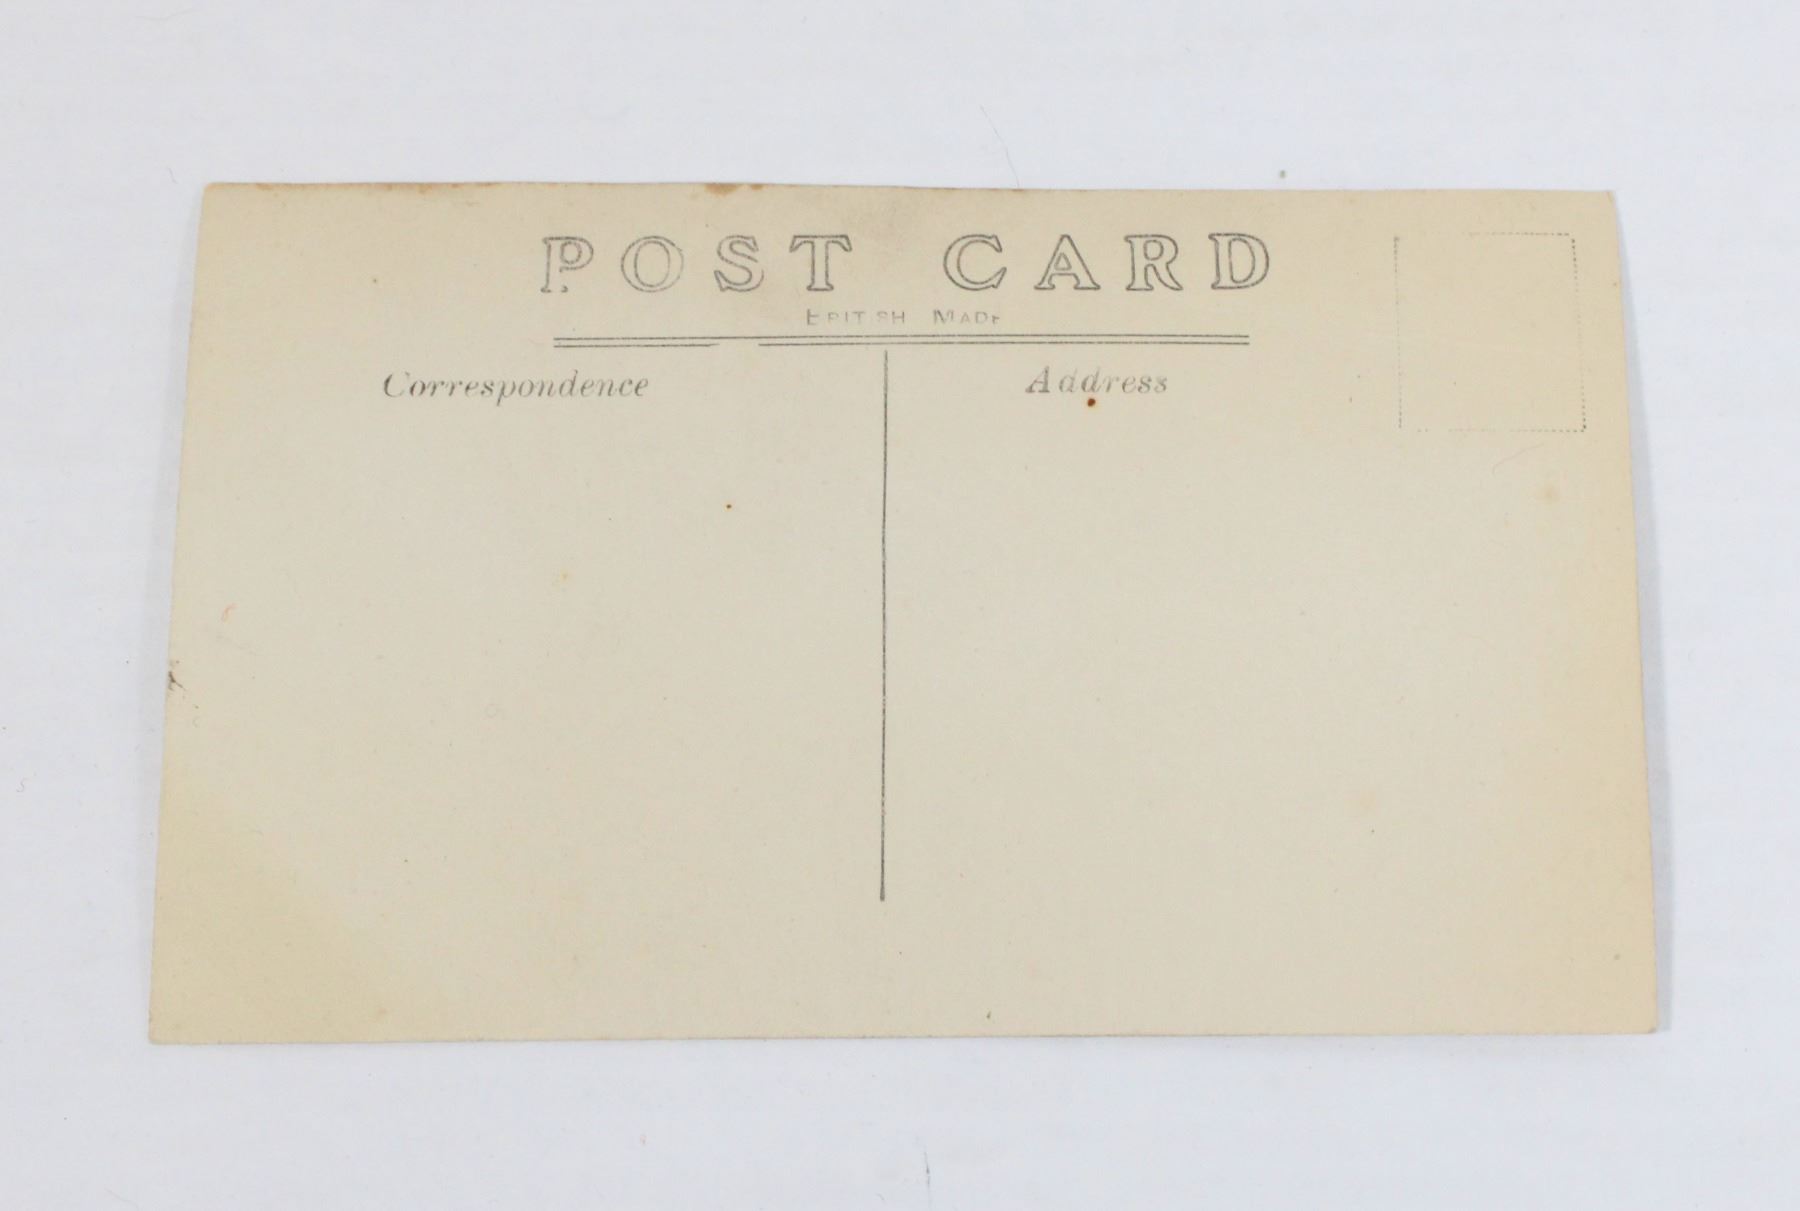 POST CARD
BRITISH MADE
Correspondence
Address